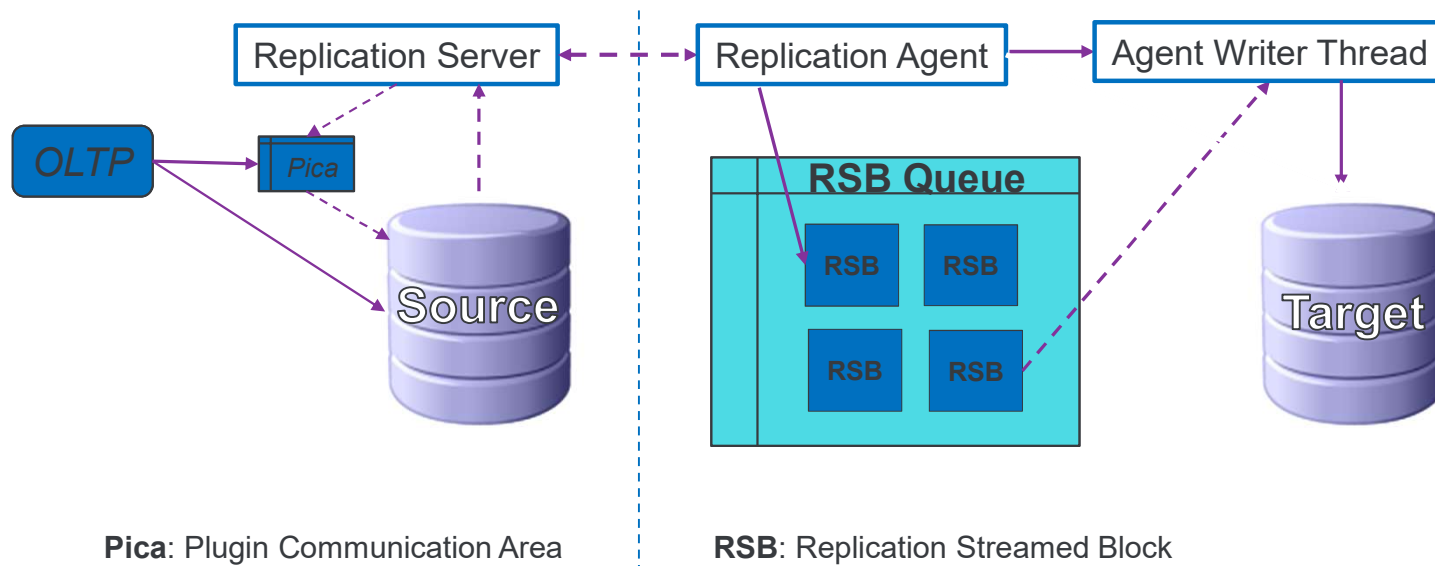 Replication Server
Replication Agent
Agent Writer Thread
OLTP
Pica
RSB Queue
RSB
RSB
Source
Target
RSB
RSB
Pica: Plugin Communication Area
RSB: Replication Streamed Block